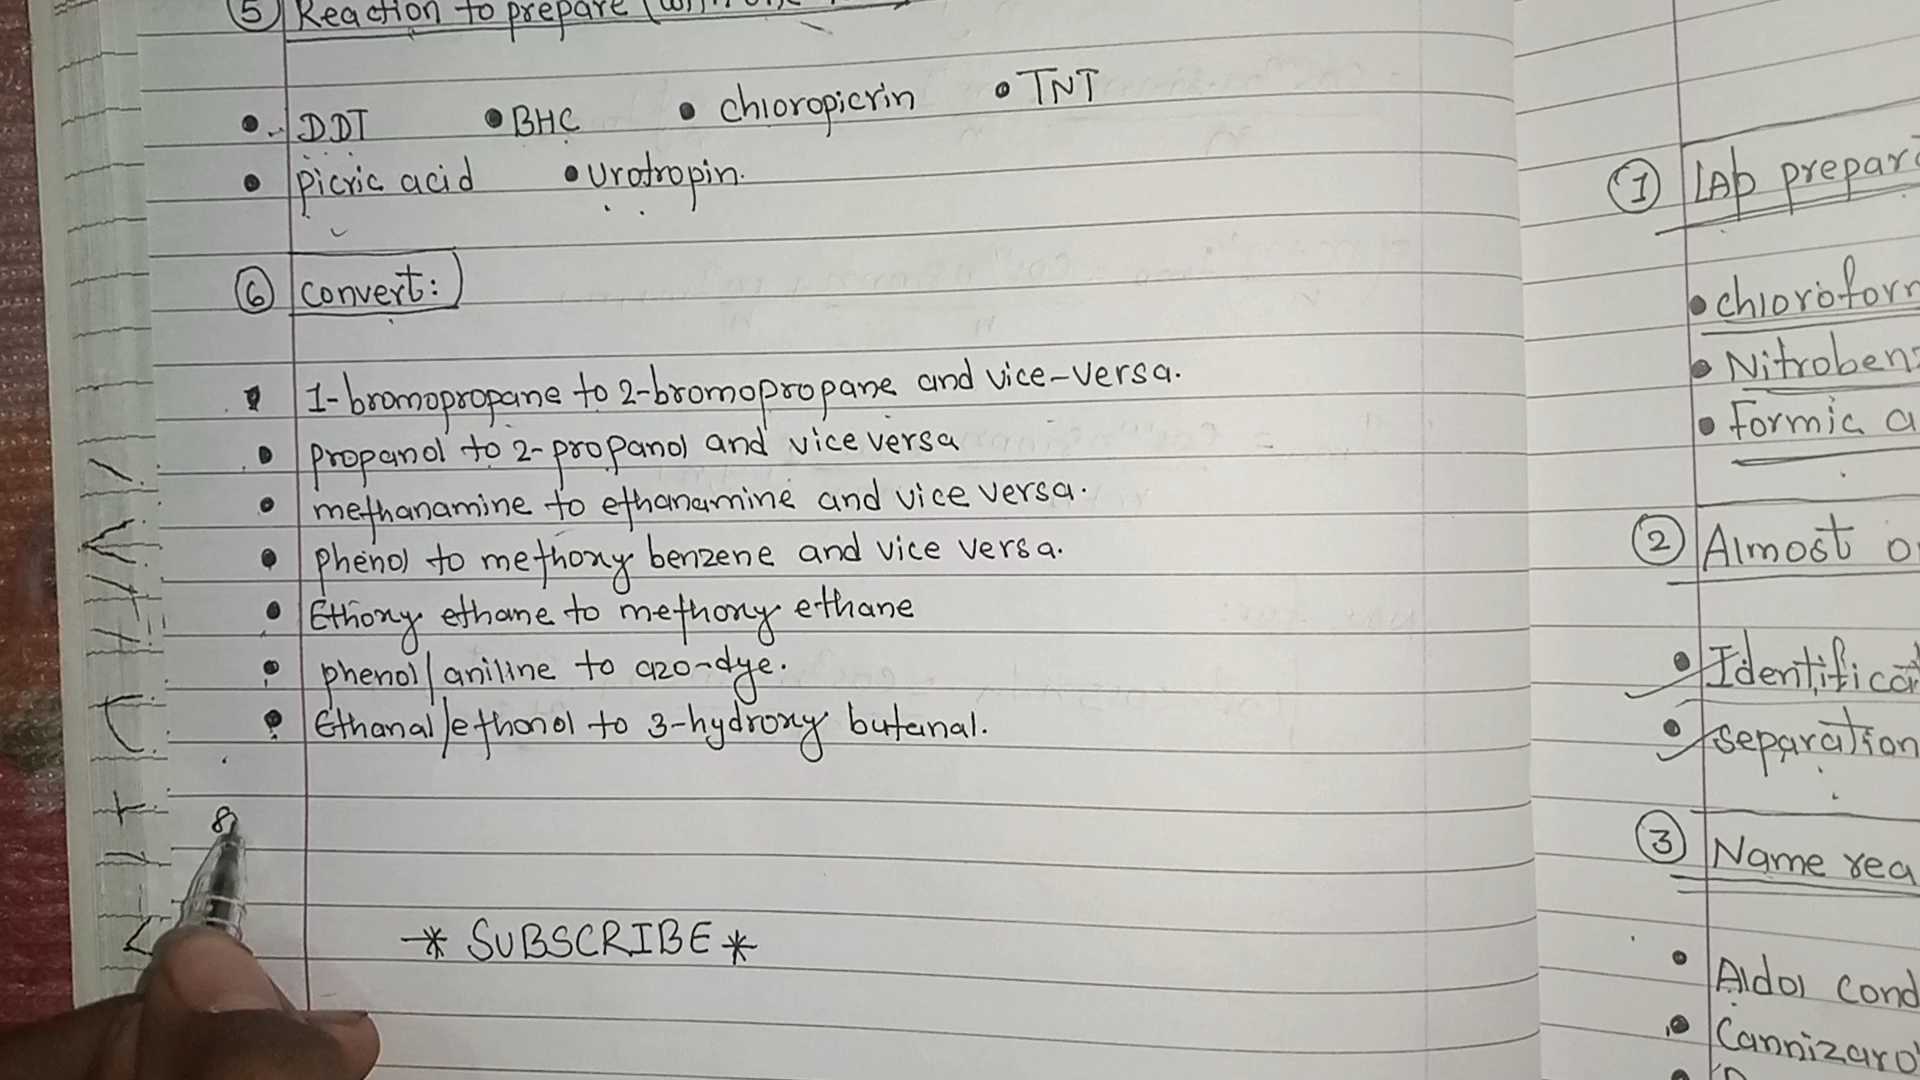 5 Reaction to prepare
• DDT • BHC • chloropicrin • TNT
• picric acid • Urotropin.
6 convert:
• 1-bromopropane to 2-bromopropane and vice-versa.
• propanol to 2-propanol and vice versa
• methanamine to ethanamine and vice versa.
• phenol to methoxy benzene and vice versa.
• Ethoxy ethane to methoxy ethane
• phenol/aniline to azo-dye.
• Ethanal/ethanol to 3-hydroxy butanal.
8
* SUBSCRIBE *
1 LAb prepar
• chloroform
• Nitroben
• Formic a
2 Almost
• Identifica
• separation
3 Name rea
• Aldol cond
• Cannizaro